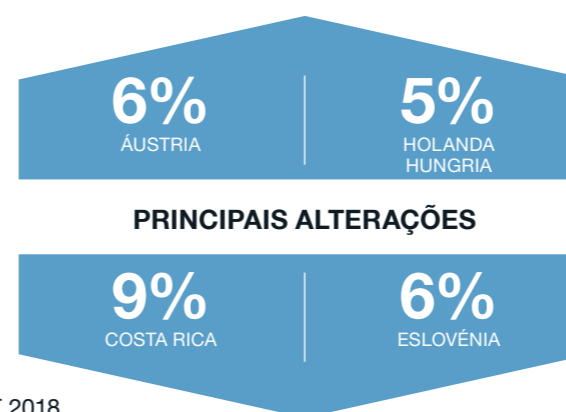 6%
ÁUSTRIA
5%
HOLANDA
HUNGRIA
PRINCIPAIS ALTERAÇÕES
9%
COSTA RICA
6%
ESLOVÉNIA
2018